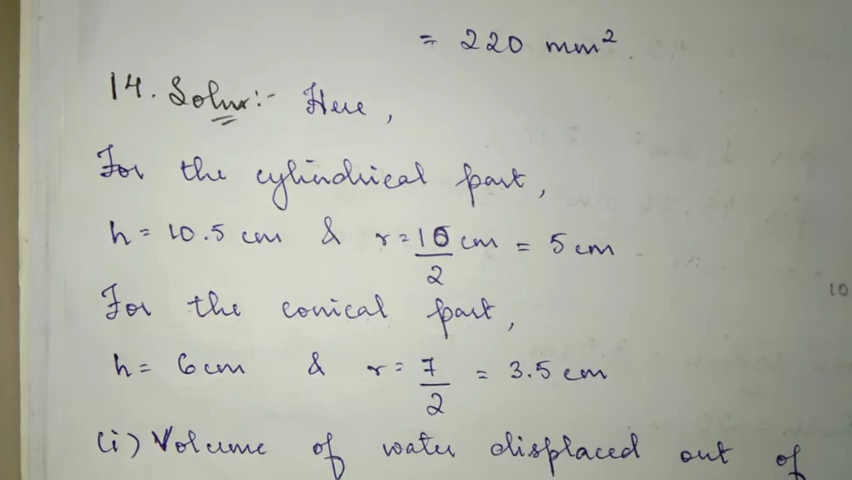 = 220 mm².
14. Soln:- Here,
For the cylindrical part,
h = 10.5 cm & r = 10/2 cm = 5 cm
For the conical part,
h = 6 cm & r = 7/2 = 3.5 cm
(i) Volume of water displaced out of
10